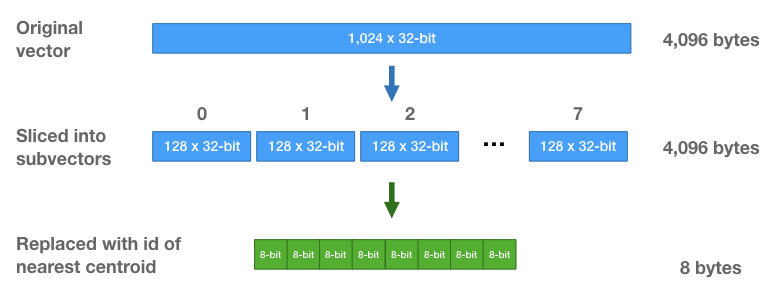 Original
vector
1,024 x 32-bit
4,096 bytes
0 1 2 7
Sliced into
subvectors
128 x 32-bit 128 x 32-bit 128 x 32-bit ... 128 x 32-bit
4,096 bytes
Replaced with id of
nearest centroid
8-bit 8-bit 8-bit 8-bit 8-bit 8-bit 8-bit 8-bit
8 bytes